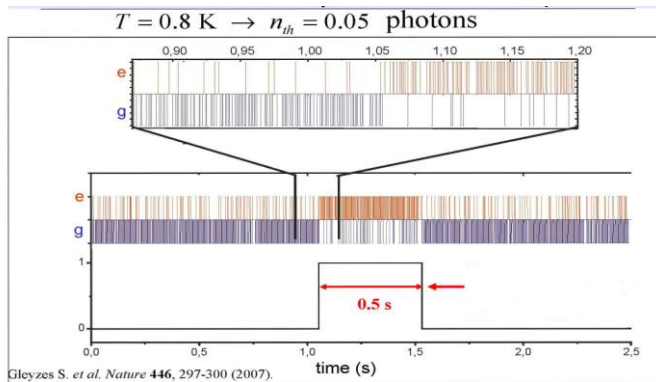 T = 0.8 K → n_th = 0.05 photons
0,90 0,95 1,00 1,05 1,10 1,15 1,20
e
g
e
g
1
0.5 s
0
0,0 0,5 1,0 1,5 2,0 2,5
time (s)
Gleyzes S. et al. Nature 446, 297-300 (2007).